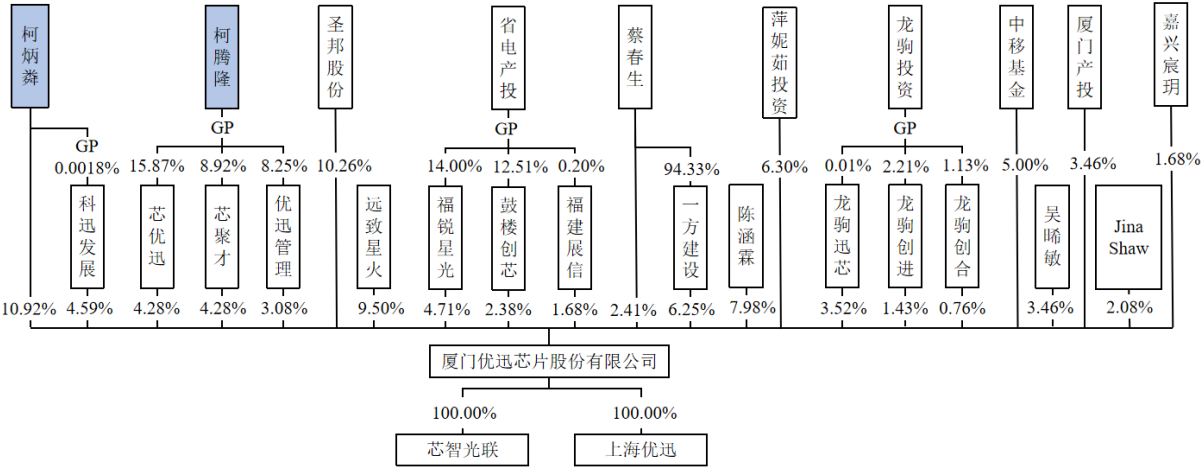 柯炳粦
柯腾隆
圣邦股份
省电产投
蔡春生
萍妮茹投资
龙驹投资
中移基金
厦门产投
嘉兴宸玥
GP
GP
GP
GP
0.0018%
15.87%
8.92%
8.25%
10.26%
14.00%
12.51%
0.20%
94.33%
6.30%
0.01%
2.21%
1.13%
5.00%
3.46%
1.68%
科迅发展
芯优迅
芯聚才
优迅管理
远致星火
福锐星光
鼓楼创芯
福建展信
一方建设
陈涵霖
龙驹迅芯
龙驹创进
龙驹创合
吴晞敏
Jina
Shaw
10.92%
4.59%
4.28%
4.28%
3.08%
9.50%
4.71%
2.38%
1.68%
2.41%
6.25%
7.98%
3.52%
1.43%
0.76%
3.46%
2.08%
厦门优迅芯片股份有限公司
100.00%
100.00%
芯智光联
上海优迅